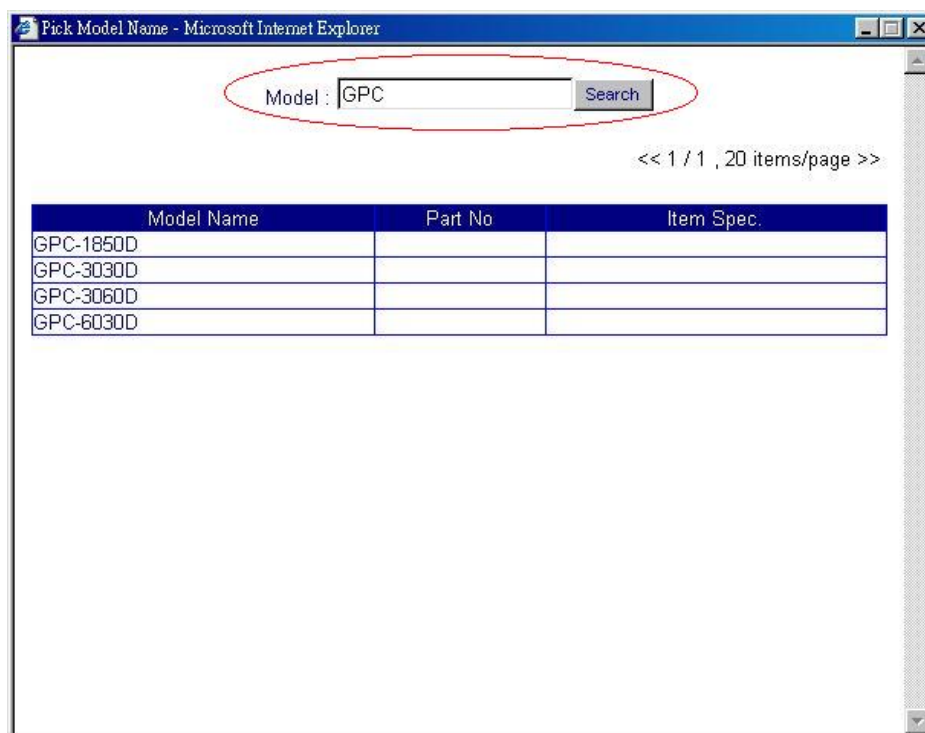 Pick Model Name - Microsoft Internet Explorer
Model : GPC Search
<< 1 / 1 , 20 items/page >>
Model Name Part No Item Spec.
GPC-1850D
GPC-3030D
GPC-3060D
GPC-6030D